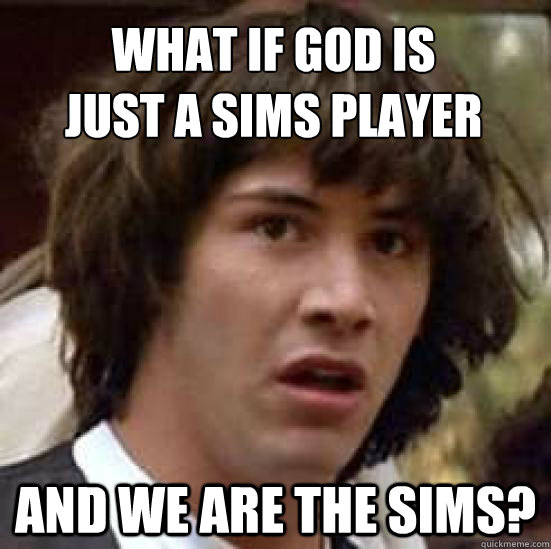 WHAT IF GOD IS
JUST A SIMS PLAYER
AND WE ARE THE SIMS?
quickmeme.com